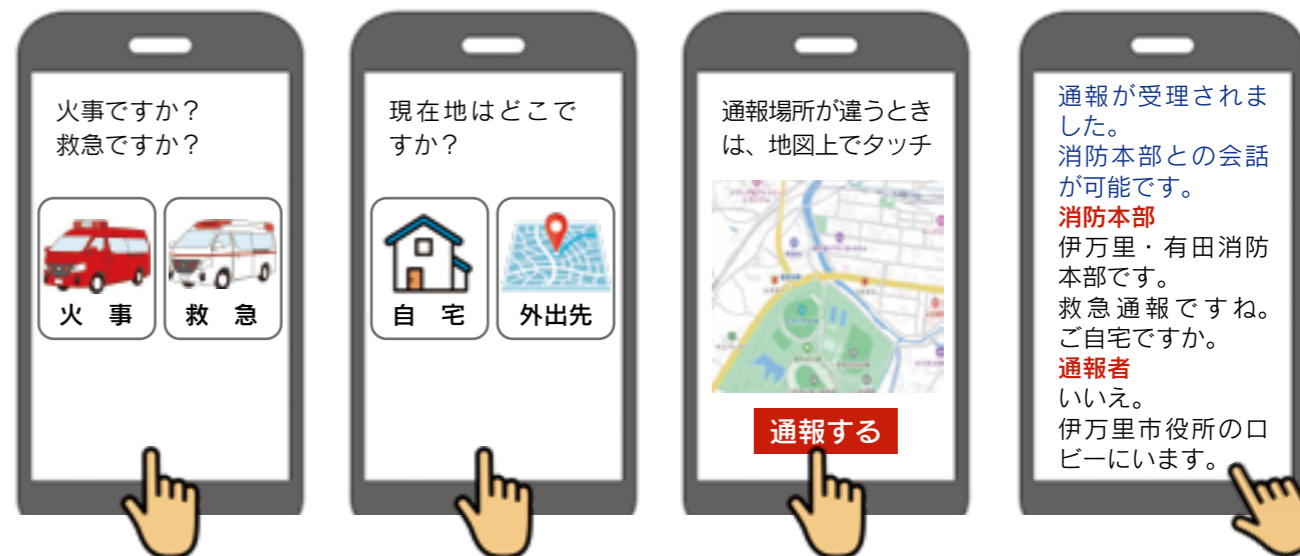 火事ですか？
救急ですか？
火　事
救　急
現在地はどこで
すか？
自　宅
外出先
通報場所が違うとき
は、地図上でタッチ
通報する
通報が受理されま
した。
消防本部との会話
が可能です。
消防本部
伊万里・有田消防
本部です。
救急通報ですね。
ご自宅ですか。
通報者
いいえ。
伊万里市役所のロ
ビーにいます。